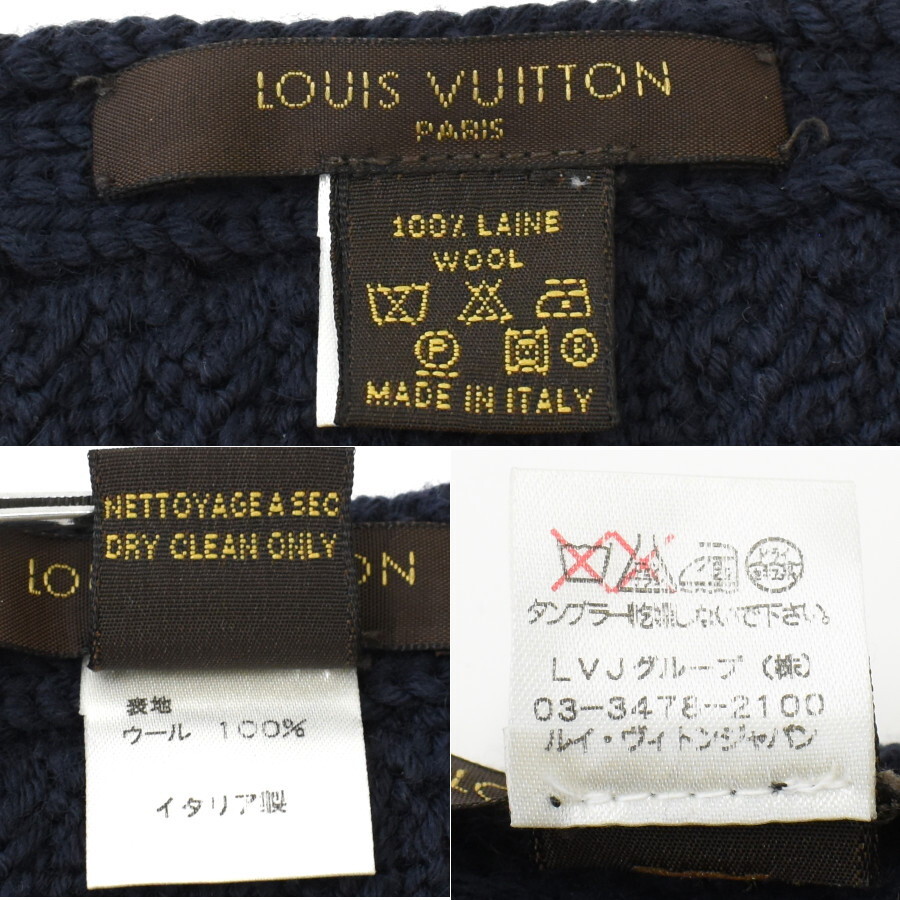 LOUIS VUITTON
PARIS
100% LAINE
WOOL
P
R
MADE IN ITALY
NETTOYAGE A SEC
DRY CLEAN ONLY
LO
ON
表地
ウール 100%
イタリア製
タンブラー乾燥しないで下さい。
LVJグループ(株)
03-3478-2100
ルイ・ヴィトンジャパン